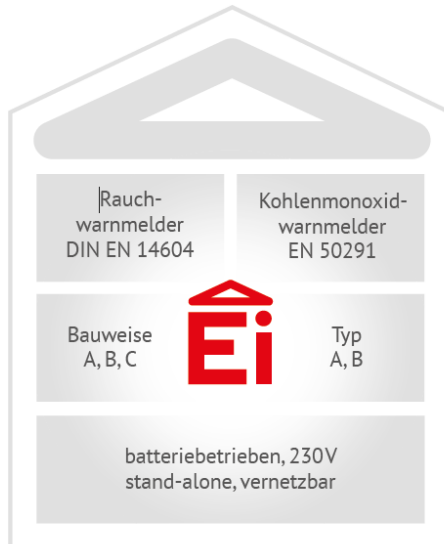 Rauch-
warnmelder
DIN EN 14604
Kohlenmonoxid-
warnmelder
EN 50291
Bauweise
A, B, C
Ei
Typ
A, B
batteriebetrieben, 230V
stand-alone, vernetzbar